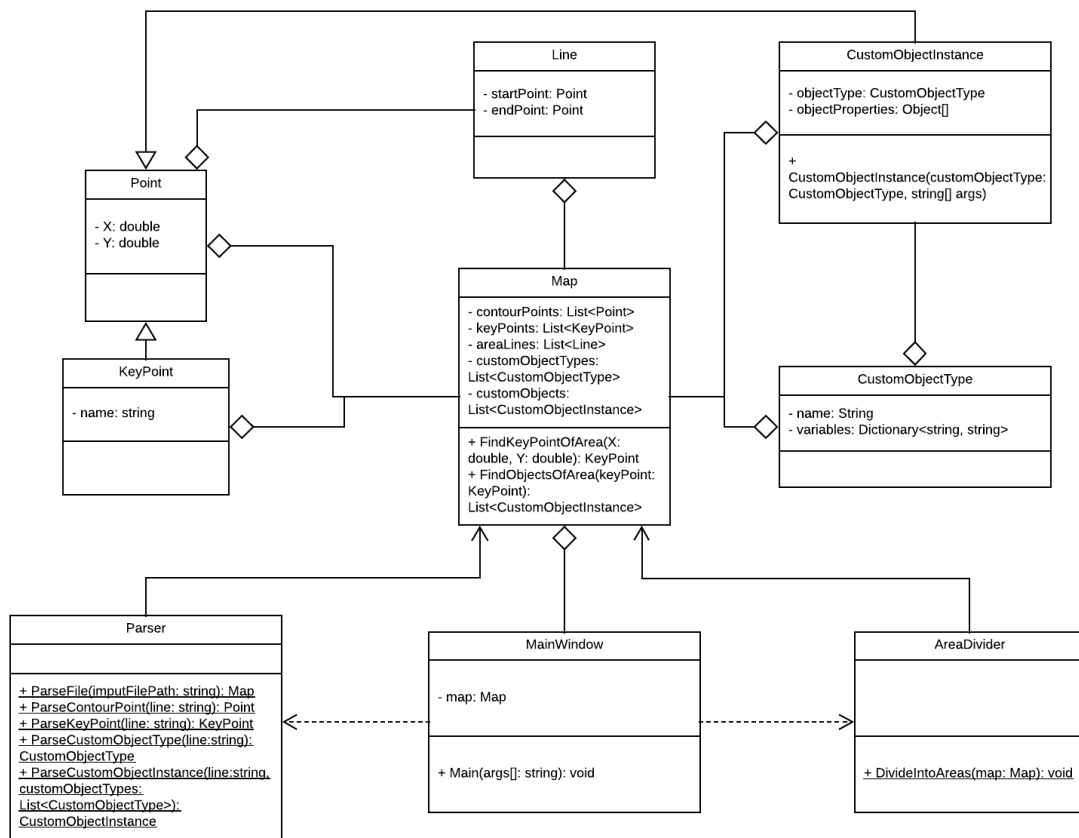 Line
- startPoint: Point
- endPoint: Point
CustomObjectInstance
- objectType: CustomObjectType
- objectProperties: Object[]
+
CustomObjectInstance(customObjectType:
CustomObjectType, string[] args)
Point
- X: double
- Y: double
Map
- contourPoints: List<Point>
- keyPoints: List<KeyPoint>
- areaLines: List<Line>
- customObjectTypes:
List<CustomObjectType>
- customObjects:
List<CustomObjectInstance>
+ FindKeyPointOfArea(X:
double, Y: double): KeyPoint
+ FindObjectsOfArea(keyPoint:
KeyPoint):
List<CustomObjectInstance>
KeyPoint
- name: string
CustomObjectType
- name: String
- variables: Dictionary<string, string>
Parser
+ ParseFile(imputFilePath: string): Map
+ ParseContourPoint(line: string): Point
+ ParseKeyPoint(line: string): KeyPoint
+ ParseCustomObjectType(line:string):
CustomObjectType
+ ParseCustomObjectInstance(line:string,
customObjectTypes:
List<CustomObjectType>):
CustomObjectInstance
MainWindow
- map: Map
+ Main(args[]: string): void
AreaDivider
+ DivideIntoAreas(map: Map): void